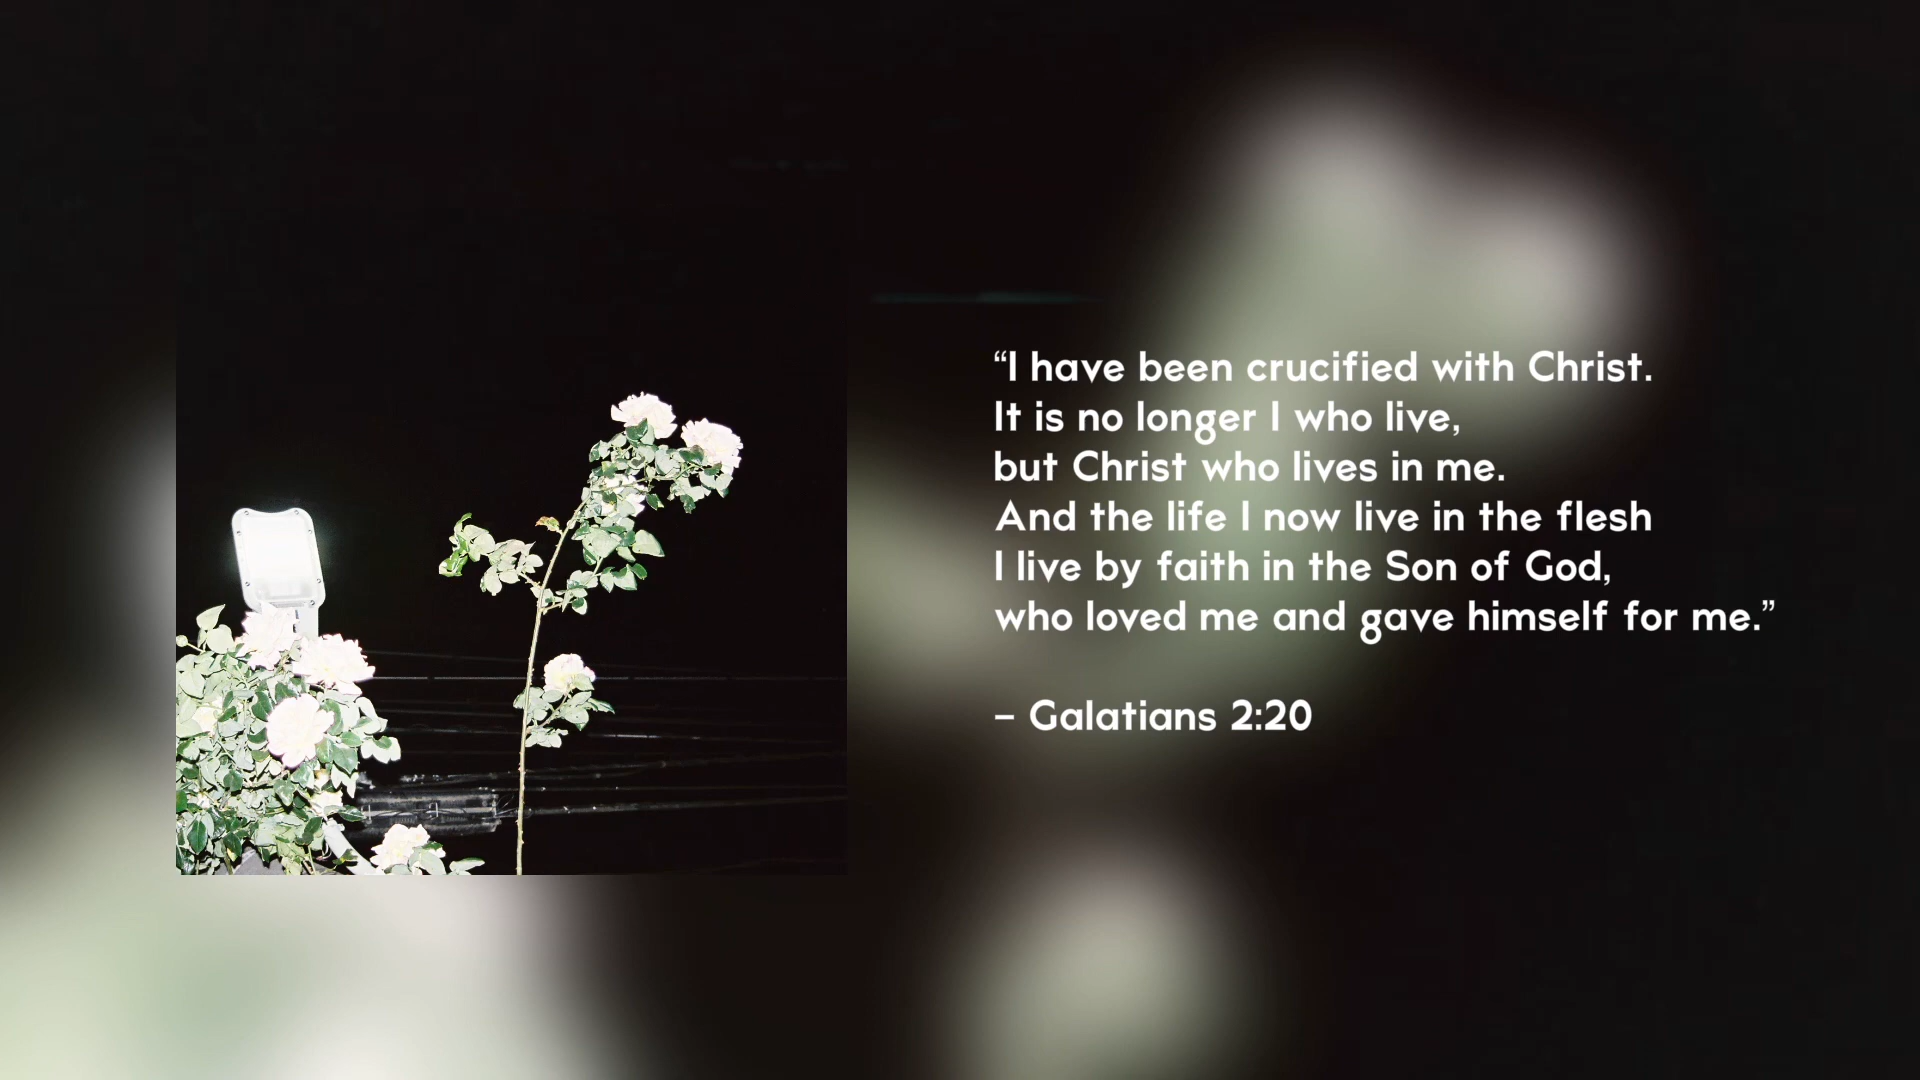 “I have been crucified with Christ.
It is no longer I who live,
but Christ who lives in me.
And the life I now live in the flesh
I live by faith in the Son of God,
who loved me and gave himself for me.”
– Galatians 2:20